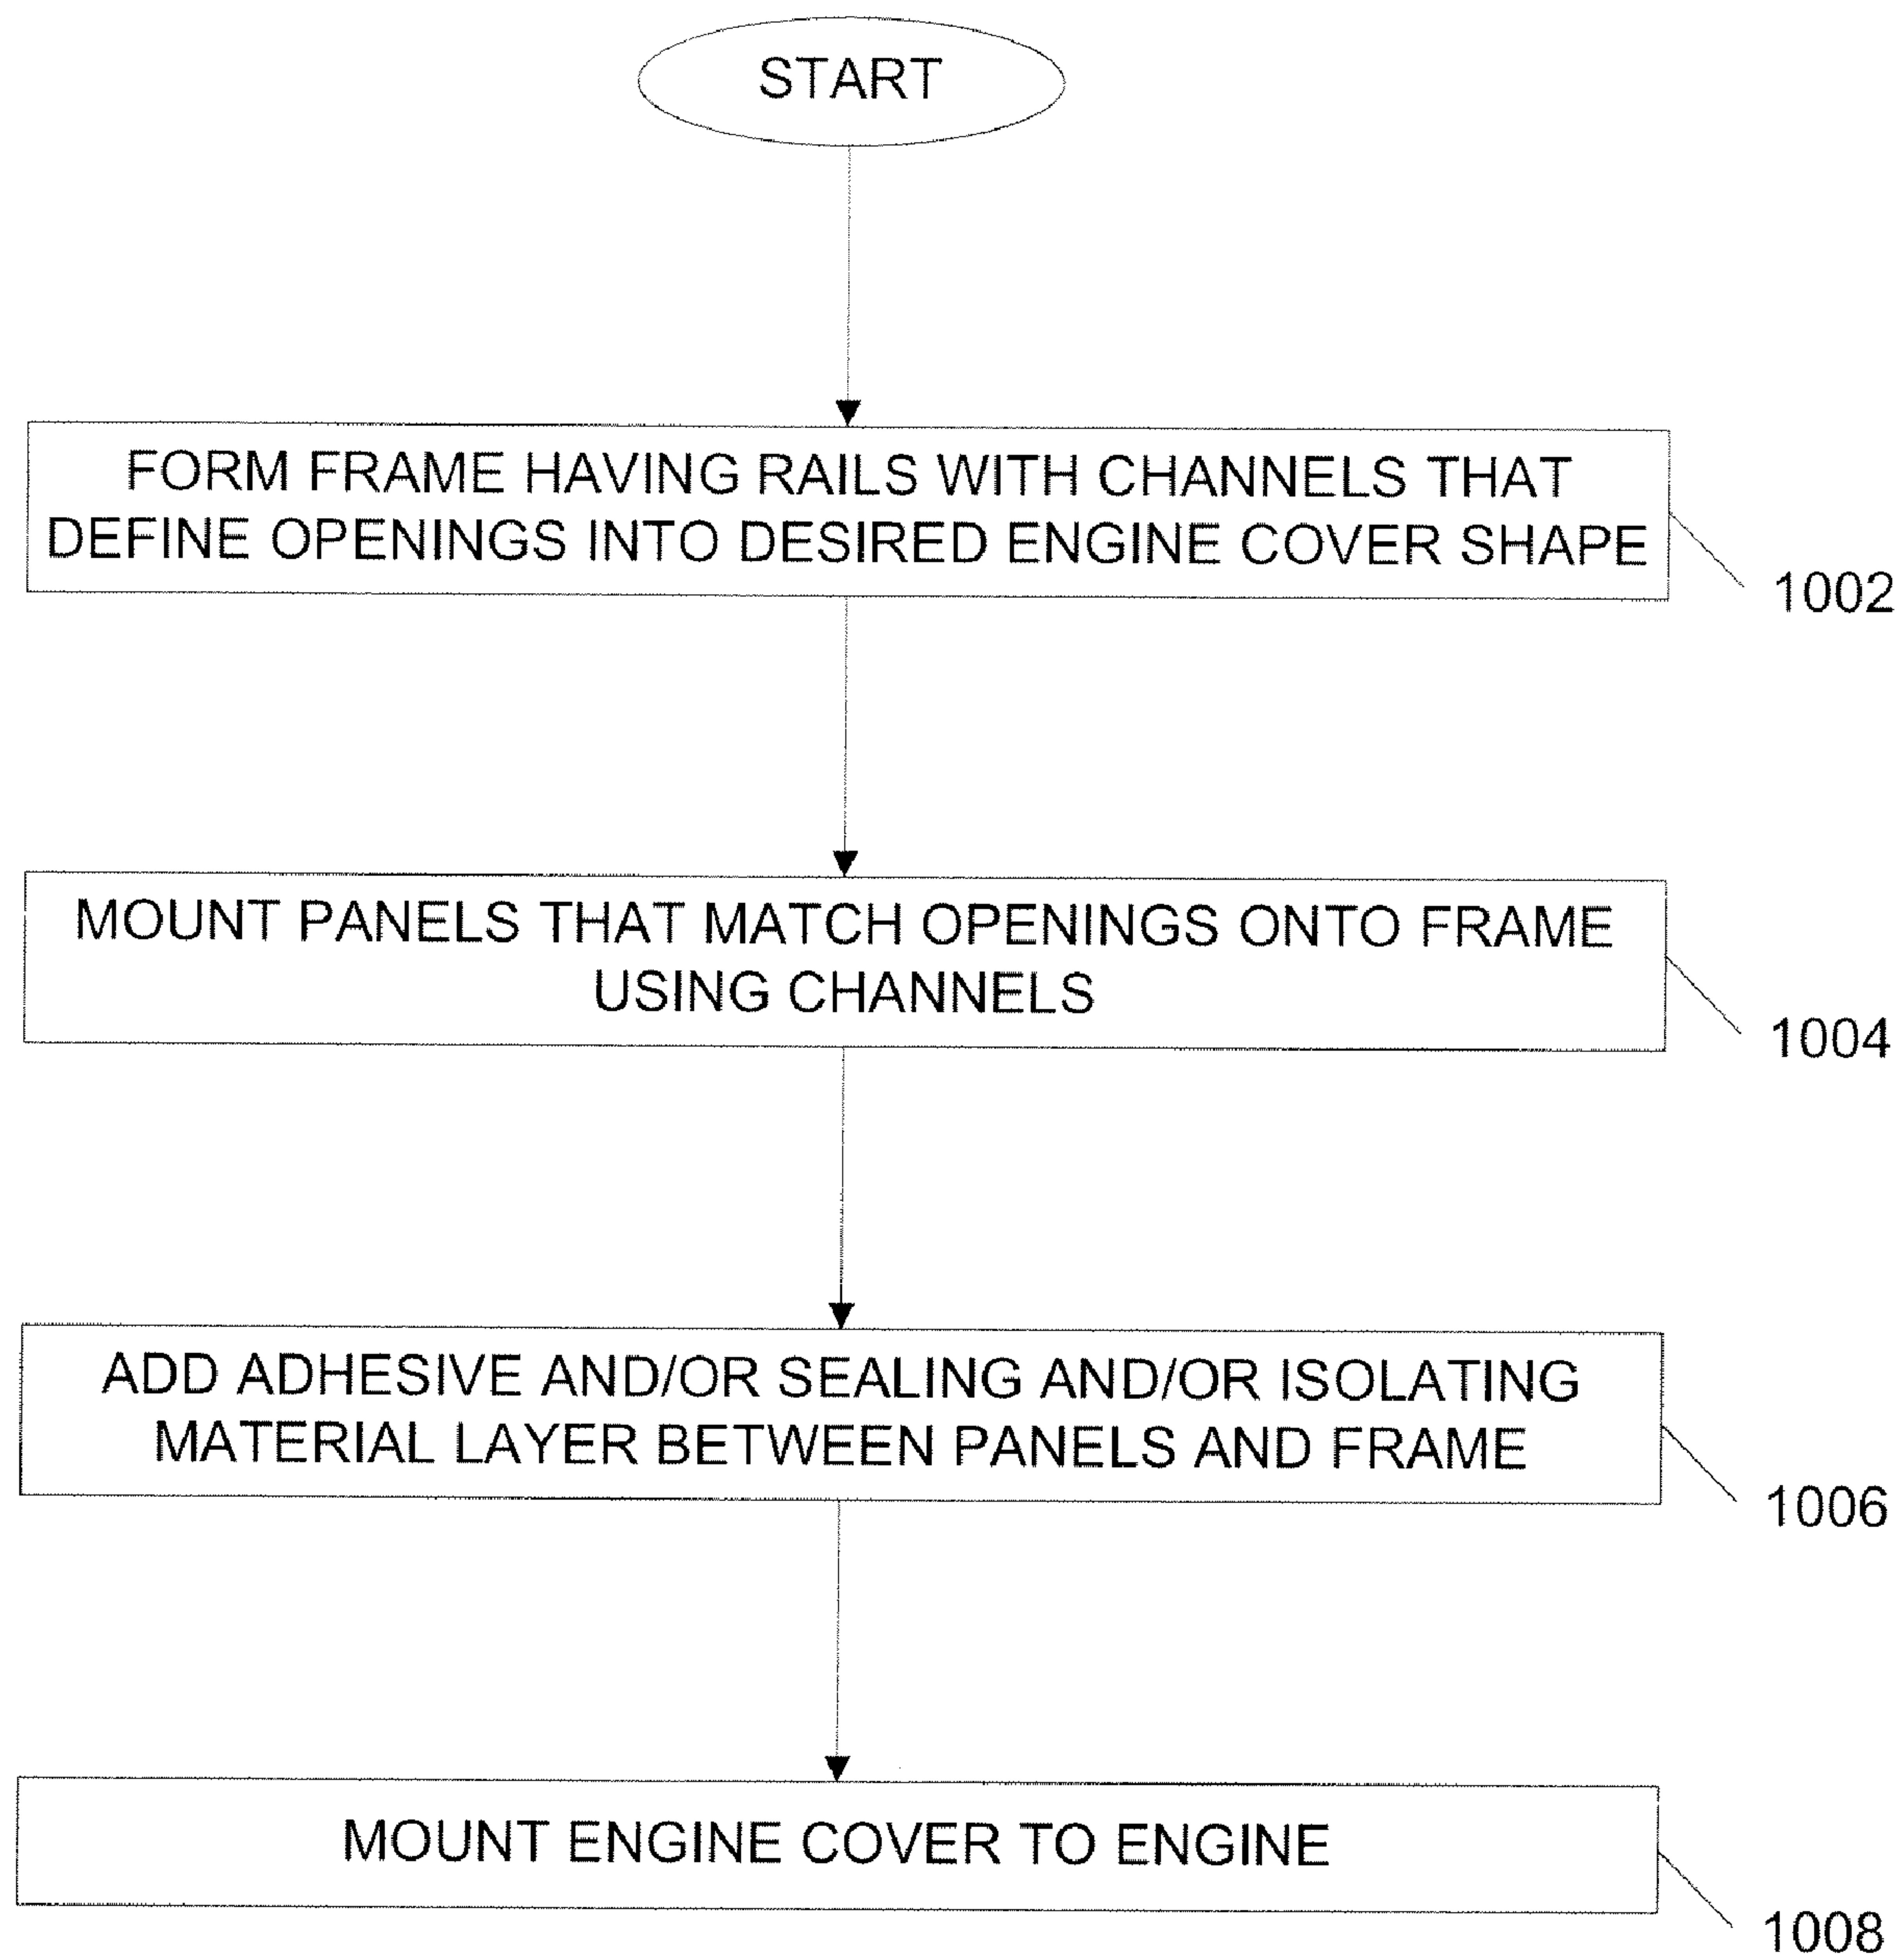 START
FORM FRAME HAVING RAILS WITH CHANNELS THAT
DEFINE OPENINGS INTO DESIRED ENGINE COVER SHAPE
1002
MOUNT PANELS THAT MATCH OPENINGS ONTO FRAME
USING CHANNELS
1004
ADD ADHESIVE AND/OR SEALING AND/OR ISOLATING
MATERIAL LAYER BETWEEN PANELS AND FRAME
1006
MOUNT ENGINE COVER TO ENGINE
1008